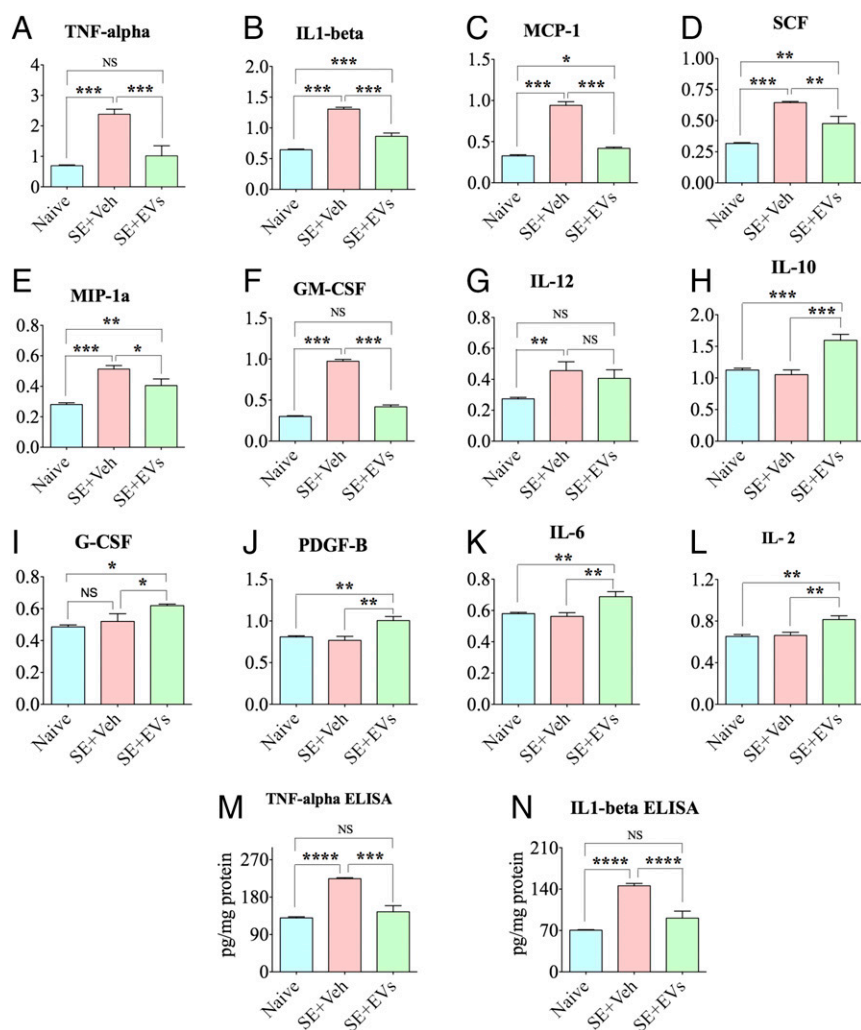 A TNF-alpha
NS
*** ***
4
3
2
1
0
Naive SE+Veh SE+EVs
B IL1-beta
***
*** ***
2.0
1.5
1.0
0.5
0.0
Naive SE+Veh SE+EVs
C MCP-1
*
*** ***
1.5
1.0
0.5
0.0
Naive SE+Veh SE+EVs
D SCF
**
*** **
1.00
0.75
0.50
0.25
0.00
Naive SE+Veh SE+EVs
E MIP-1a
**
*** *
0.8
0.6
0.4
0.2
0.0
Naive SE+Veh SE+EVs
F GM-CSF
NS
*** ***
1.5
1.0
0.5
0.0
Naive SE+Veh SE+EVs
G IL-12
NS
** NS
0.8
0.6
0.4
0.2
0.0
Naive SE+Veh SE+EVs
H IL-10
***
***
2.0
1.5
1.0
0.5
0.0
Naive SE+Veh SE+EVs
I G-CSF
*
NS *
0.8
0.6
0.4
0.2
0.0
Naive SE+Veh SE+EVs
J PDGF-B
**
**
1.5
1.0
0.5
0.0
Naive SE+Veh SE+EVs
K IL-6
**
**
0.8
0.6
0.4
0.2
0.0
Naive SE+Veh SE+EVs
L IL- 2
**
**
1.2
0.8
0.4
0.0
Naive SE+Veh SE+EVs
M TNF-alpha ELISA
NS
**** ***
pg/mg protein
270
180
90
0
Naive SE+Veh SE+EVs
N IL1-beta ELISA
NS
**** ****
pg/mg protein
210
140
70
0
Naive SE+Veh SE+EVs